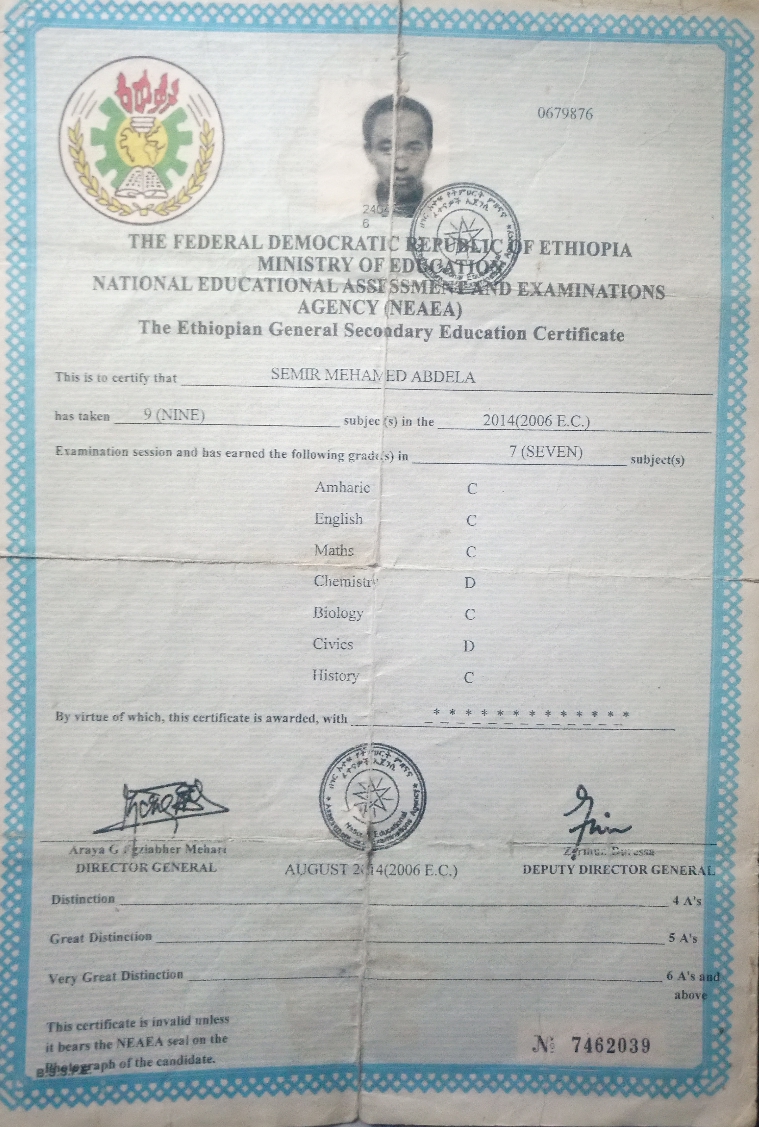 0679876
THE FEDERAL DEMOCRATIC REPUBLIC OF ETHIOPIA
MINISTRY OF EDUCATION
NATIONAL EDUCATIONAL ASSESSMENT AND EXAMINATIONS
AGENCY (NEAEA)
The Ethiopian General Secondary Education Certificate
This is to certify that SEMIR MEHAMED ABDELA
has taken 9 (NINE) subjec(s) in the 2014(2006 E.C.)
Examination session and has earned the following grade(s) in 7 (SEVEN) subject(s)
Amharic C
English C
Maths C
Chemistry D
Biology C
Civics D
History C
By virtue of which, this certificate is awarded, with * * * * * * * * * * * * *
Araya G Mehari
DIRECTOR GENERAL
AUGUST 2014(2006 E.C.)
DEPUTY DIRECTOR GENERAL
Distinction 4 A's
Great Distinction 5 A's
Very Great Distinction 6 A's and
above
This certificate is invalid unless
it bears the NEAEA seal on the
Photograph of the candidate.
№ 7462039